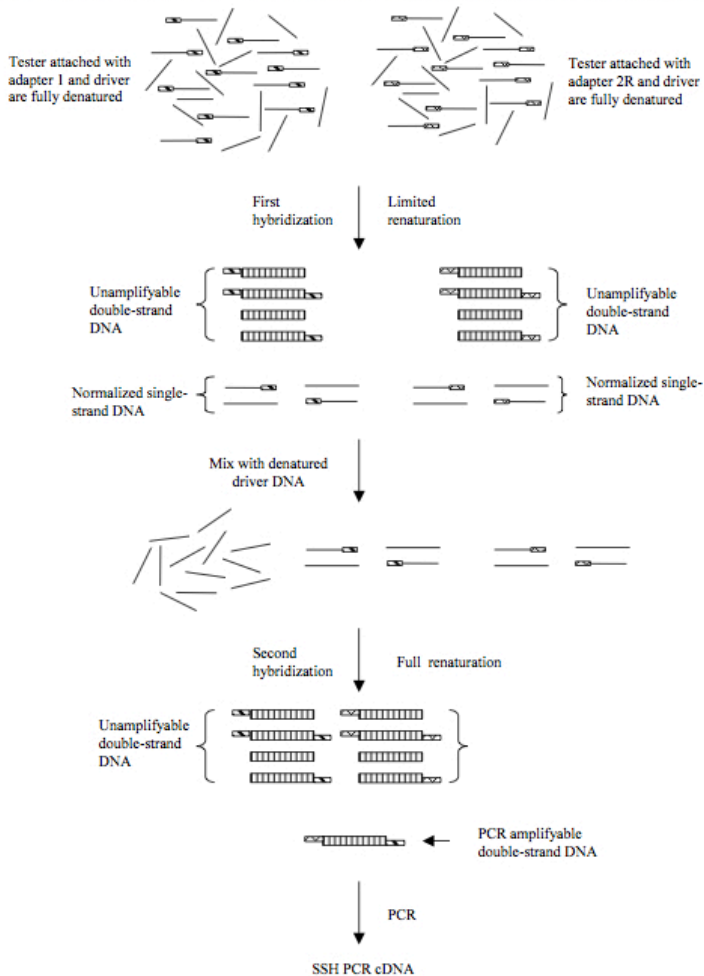 Tester attached with
adapter 1 and driver
are fully denatured
Tester attached with
adapter 2R and driver
are fully denatured
First
hybridization
Limited
renaturation
Unamplifyable
double-strand
DNA
Unamplifyable
double-strand
DNA
Normalized single-
strand DNA
Normalized single-
strand DNA
Mix with denatured
driver DNA
Second
hybridization
Full renaturation
Unamplifyable
double-strand
DNA
PCR amplifyable
double-strand DNA
PCR
SSH PCR cDNA